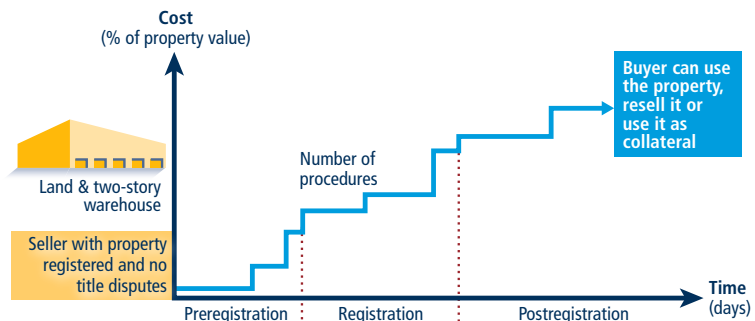 Cost
(% of property value)
Buyer can use
the property,
resell it or
use it as
collateral
Number of
procedures
Land & two-story
warehouse
Seller with property
registered and no
title disputes
Time
(days)
Preregistration
Registration
Postregistration